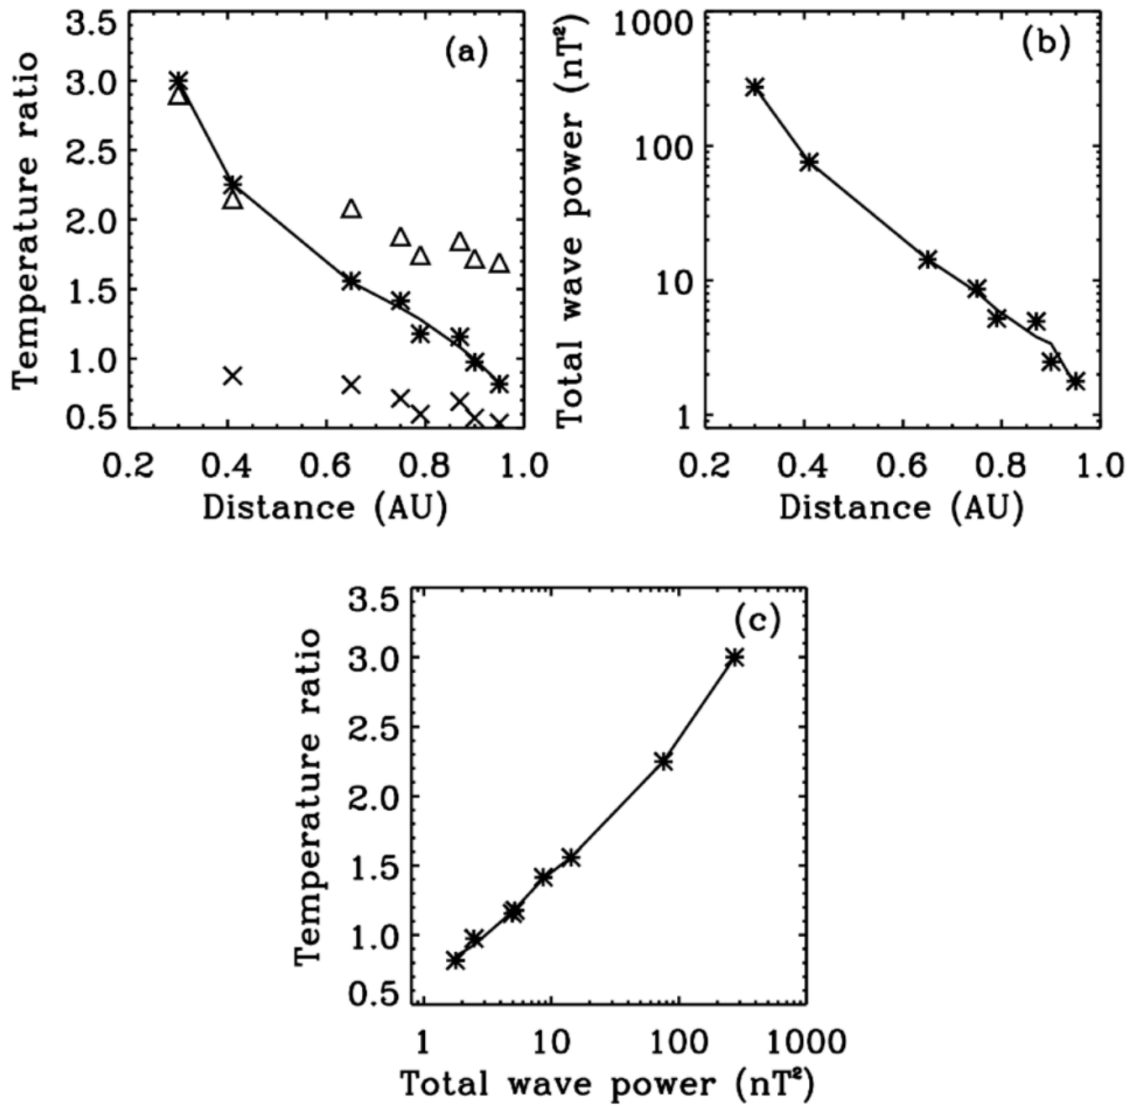 (a)
Temperature ratio
3.5
3.0
2.5
2.0
1.5
1.0
0.5
0.2 0.4 0.6 0.8 1.0
Distance (AU)
(b)
Total wave power (nT²)
1000
100
10
1
0.2 0.4 0.6 0.8 1.0
Distance (AU)
(c)
Temperature ratio
3.5
3.0
2.5
2.0
1.5
1.0
0.5
1 10 100 1000
Total wave power (nT²)